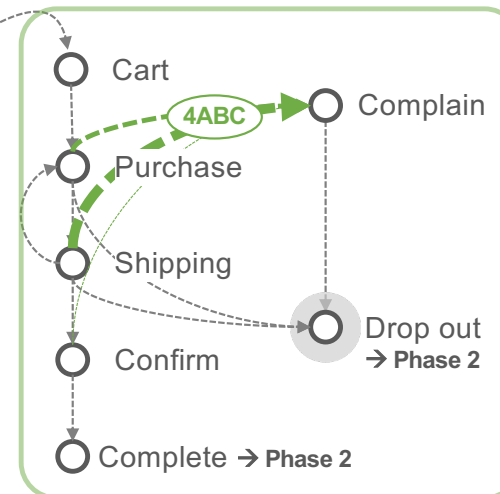 Cart
4ABC
Complain
Purchase
Shipping
Drop out
→ Phase 2
Confirm
Complete → Phase 2